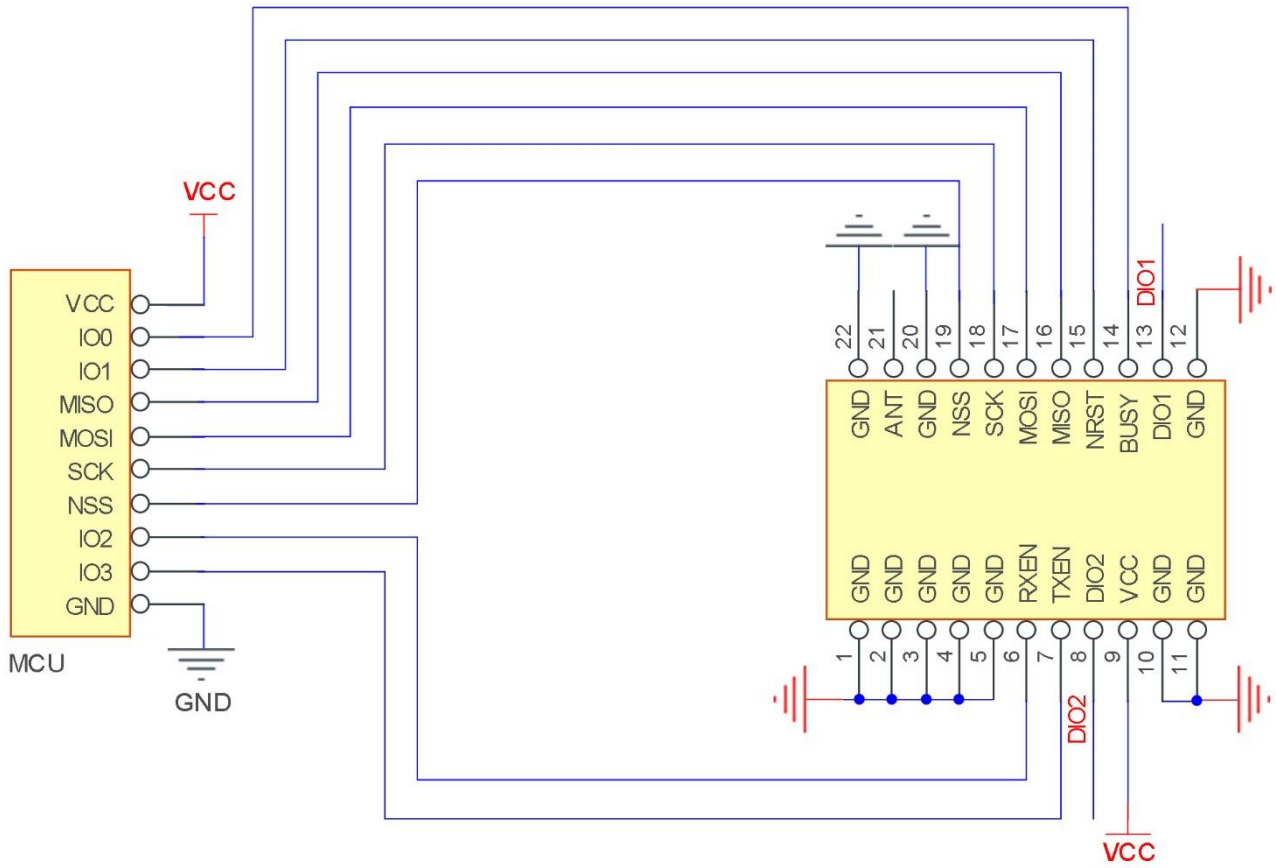 VCC
VCC
IO0
IO1
MISO
MOSI
SCK
NSS
IO2
IO3
GND
MCU
GND
DIO1
22 21 20 19 18 17 16 15 14 13 12
GND ANT GND NSS SCK MOSI MISO NRST BUSY DIO1 GND
GND GND GND GND GND RXEN TXEN DIO2 VCC GND GND
1 2 3 4 5 6 7 8 9 10 11
DIO2
VCC